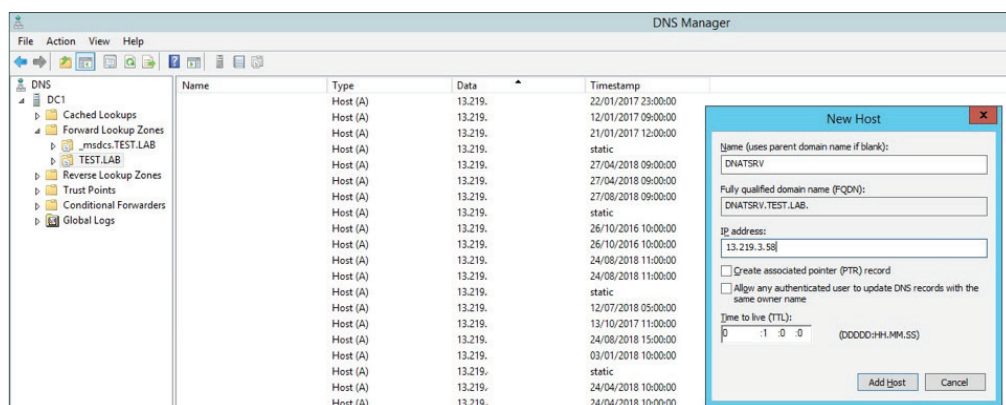 DNS Manager
File Action View Help
DNS
DC1
Cached Lookups
Forward Lookup Zones
_msdcs.TEST.LAB
TEST.LAB
Reverse Lookup Zones
Trust Points
Conditional Forwarders
Global Logs
Name Type Data Timestamp
Host (A) 13.219. 22/01/2017 23:00:00
Host (A) 13.219. 12/01/2017 09:00:00
Host (A) 13.219. 21/01/2017 12:00:00
Host (A) 13.219. static
Host (A) 13.219. 27/04/2018 09:00:00
Host (A) 13.219. 27/04/2018 09:00:00
Host (A) 13.219. 27/08/2018 09:00:00
Host (A) 13.219. static
Host (A) 13.219. 26/10/2016 10:00:00
Host (A) 13.219. 26/10/2016 10:00:00
Host (A) 13.219. 24/08/2018 11:00:00
Host (A) 13.219. 24/08/2018 11:00:00
Host (A) 13.219. static
Host (A) 13.219. 12/07/2018 05:00:00
Host (A) 13.219. 13/10/2017 11:00:00
Host (A) 13.219. 24/08/2018 15:00:00
Host (A) 13.219. 03/01/2018 10:00:00
Host (A) 13.219. static
Host (A) 13.219. 24/04/2018 10:00:00
Host (A) 13.219. 24/04/2018 10:00:00
New Host
x
Name (uses parent domain name if blank):
DNATSRV
Fully qualified domain name (FQDN):
DNATSRV.TEST.LAB.
IP address:
13.219.3.58
Create associated pointer (PTR) record
Allow any authenticated user to update DNS records with the
same owner name
Time to live (TTL):
0 :1 :0 :0 (DDDDD:HH.MM.SS)
Add Host Cancel